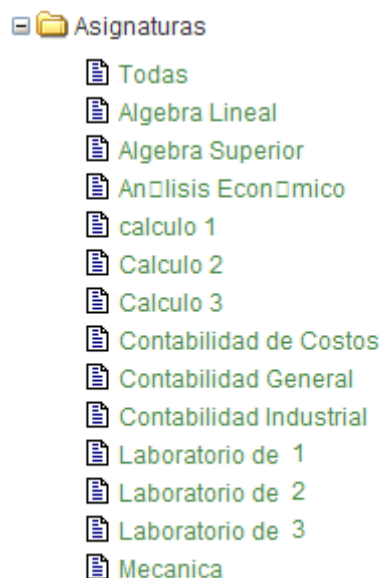 Asignaturas
Todas
Algebra Lineal
Algebra Superior
An□lisis Econ□mico
calculo 1
Calculo 2
Calculo 3
Contabilidad de Costos
Contabilidad General
Contabilidad Industrial
Laboratorio de 1
Laboratorio de 2
Laboratorio de 3
Mecanica